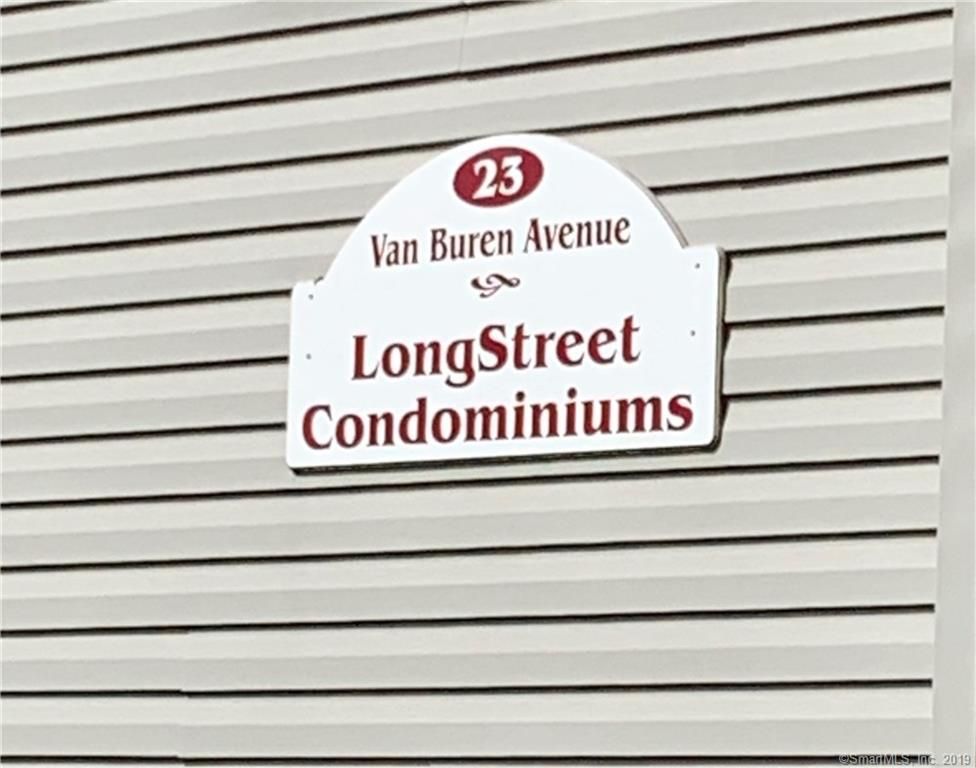 23
Van Buren Avenue
LongStreet
Condominiums
©SmartMLS, Inc. 2019